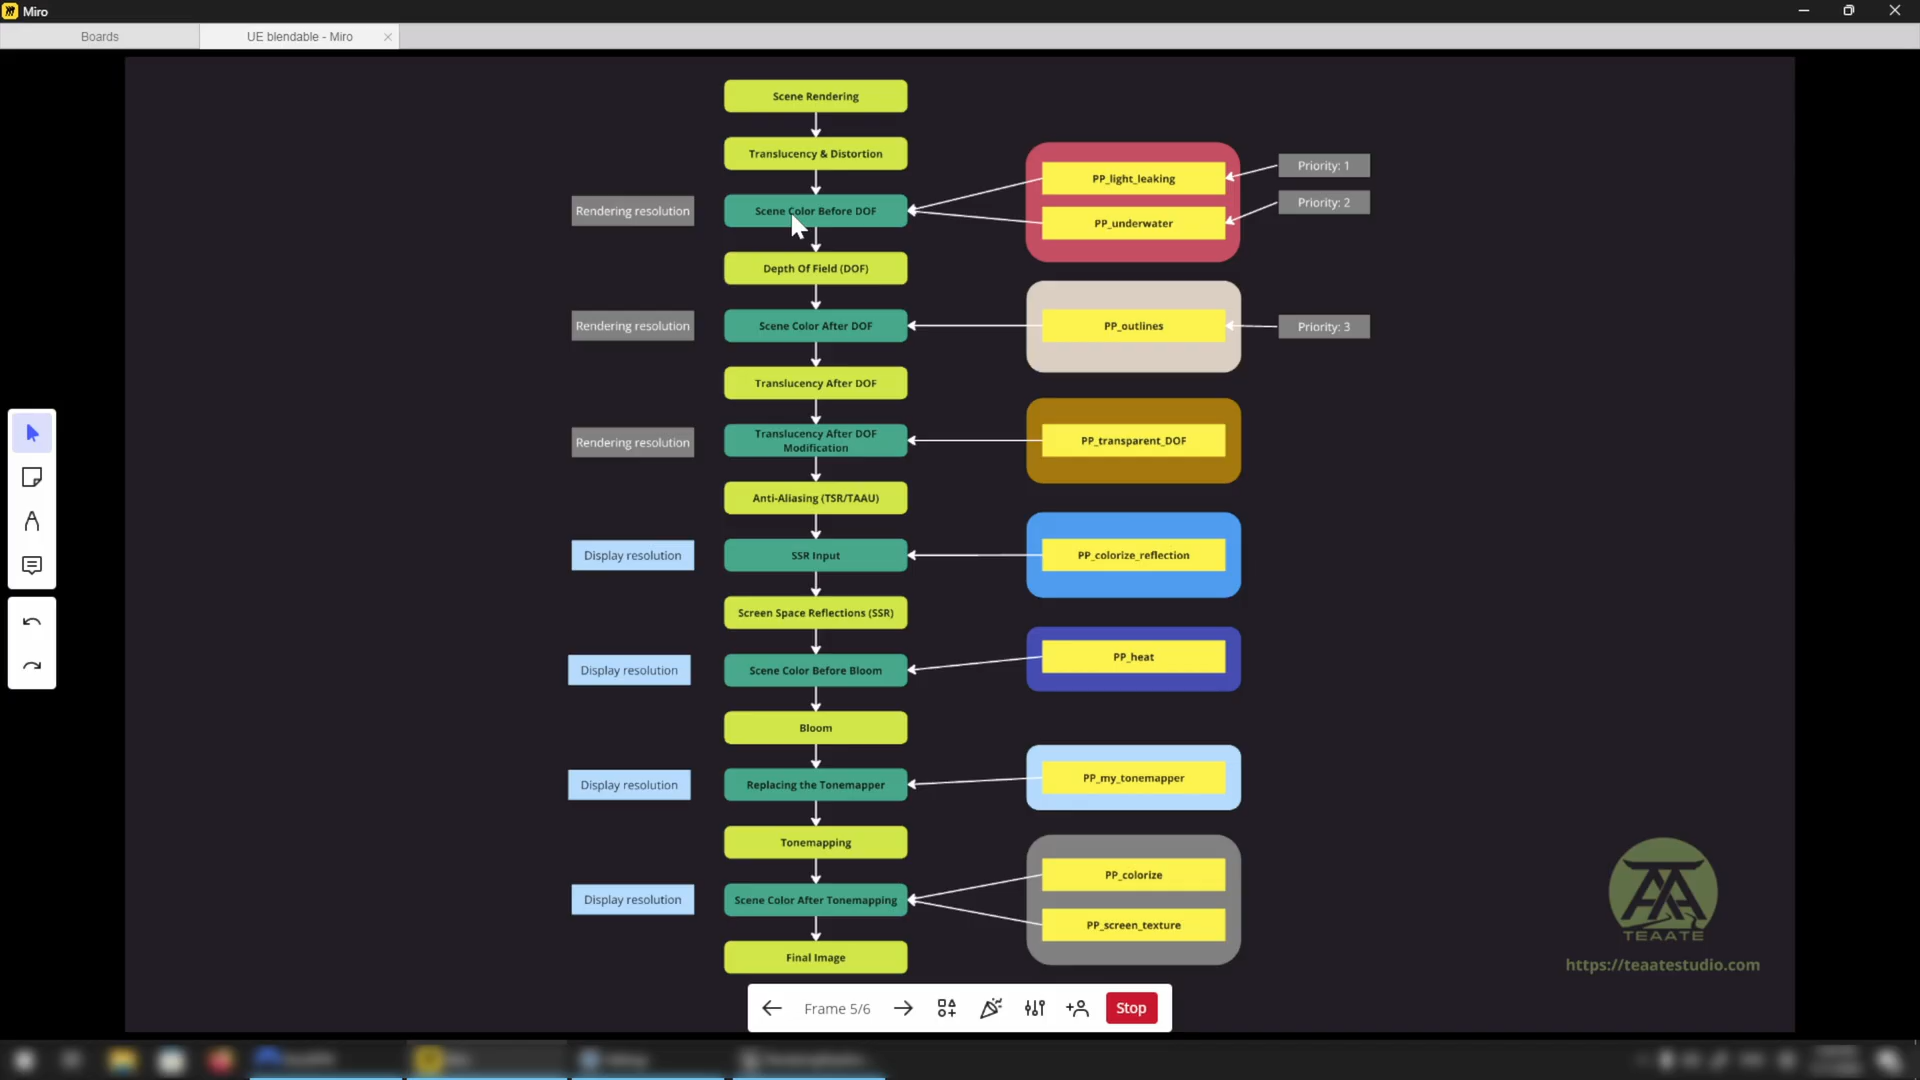 Miro
Boards
UE blendable - Miro
Scene Rendering
Translucency & Distortion
Rendering resolution
Scene Color Before DOF
PP_light_leaking
Priority: 1
PP_underwater
Priority: 2
Depth Of Field (DOF)
Rendering resolution
Scene Color After DOF
PP_outlines
Priority: 3
Translucency After DOF
Rendering resolution
Translucency After DOF
Modification
PP_transparent_DOF
Anti-Aliasing (TSR/TAAU)
Display resolution
SSR Input
PP_colorize_reflection
Screen Space Reflections (SSR)
Display resolution
Scene Color Before Bloom
PP_heat
Bloom
Display resolution
Replacing the Tonemapper
PP_my_tonemapper
Tonemapping
Display resolution
Scene Color After Tonemapping
PP_colorize
PP_screen_texture
Final Image
TEAATE
https://teaatestudio.com
Frame 5/6
Stop